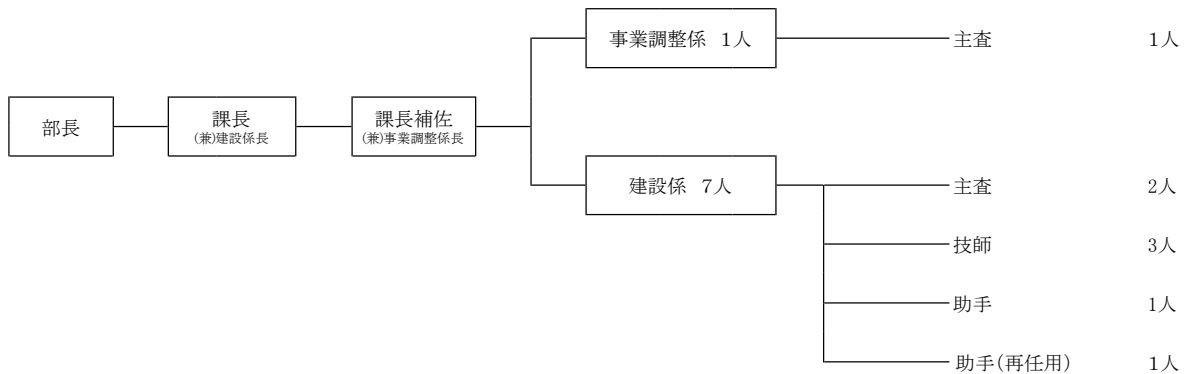 事業調整係 1人
主査 1人
部長
課長
(兼)建設係長
課長補佐
(兼)事業調整係長
建設係 7人
主査 2人
技師 3人
助手 1人
助手(再任用) 1人